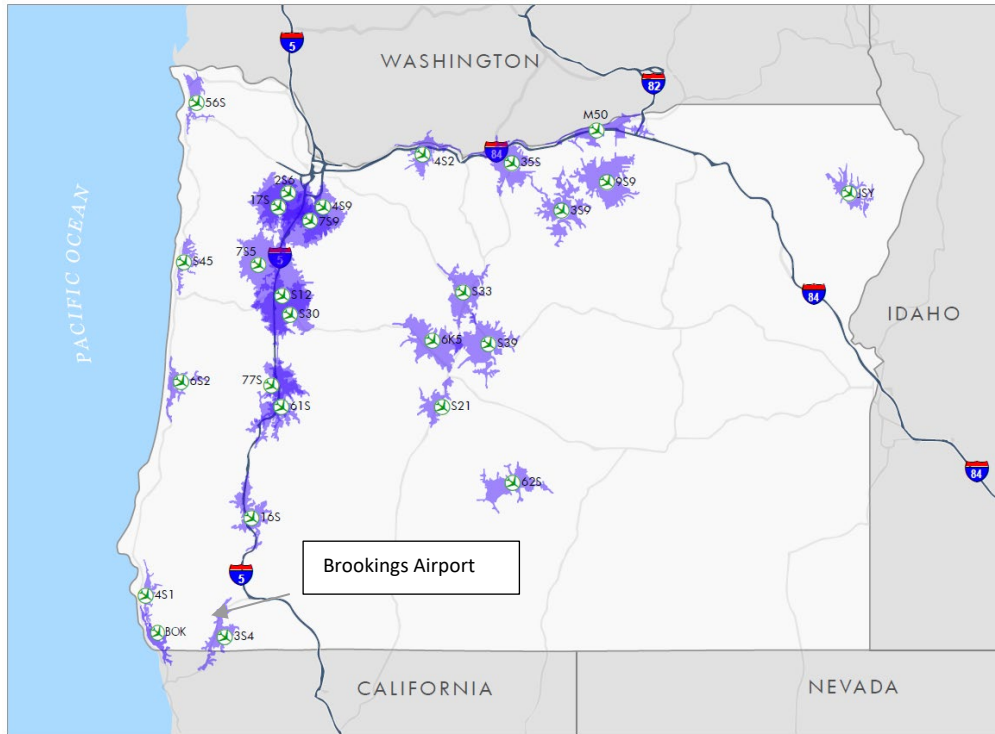 5
WASHINGTON
82
56S
M50
4S2
84
35S
2S6
9S9
JSY
17S
4S9
3S9
7S9
PACIFIC OCEAN
7S5
5
S45
S12
S33
84
S30
IDAHO
6K5
S39
6S2
77S
61S
S21
84
62S
16S
Brookings Airport
5
4S1
BOK
3S4
CALIFORNIA
NEVADA